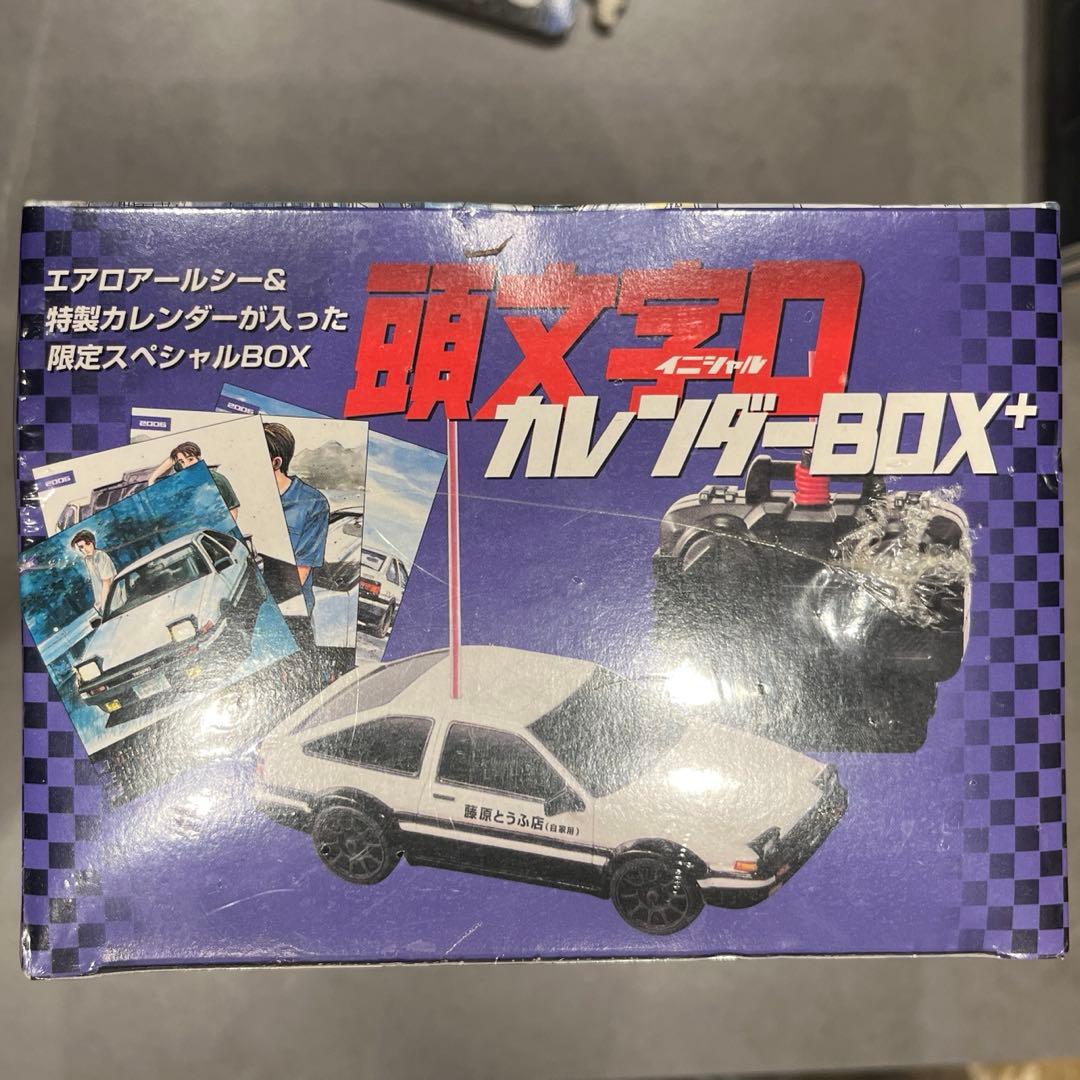 エアロアールシー&
特製カレンダーが入った
限定スペシャルBOX
頭文字D
イニシャル
カレンダーBOX+
2006
2006
2006
藤原とうふ店(自家用)